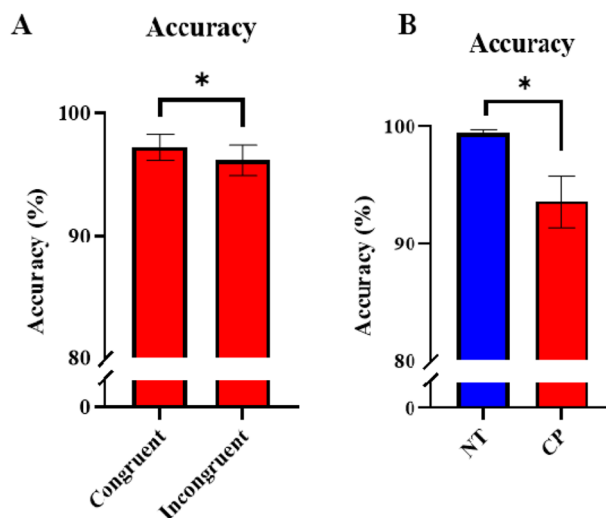 A
Accuracy
*
100
90
80
0
Accuracy (%)
Congruent
Incongruent
B
Accuracy
*
100
90
80
0
Accuracy (%)
NT
CP